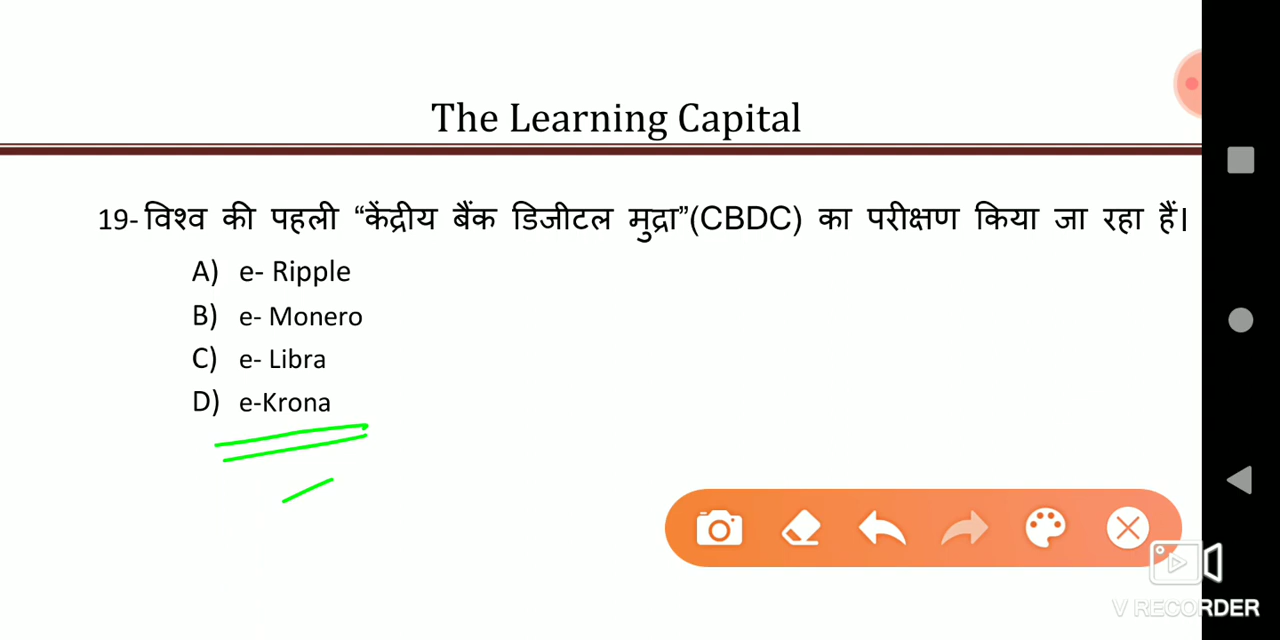 The Learning Capital
19- विश्व की पहली “केंद्रीय बैंक डिजीटल मुद्रा”(CBDC) का परीक्षण किया जा रहा हैं।
A) e- Ripple
B) e- Monero
C) e- Libra
D) e-Krona
V RECORDER